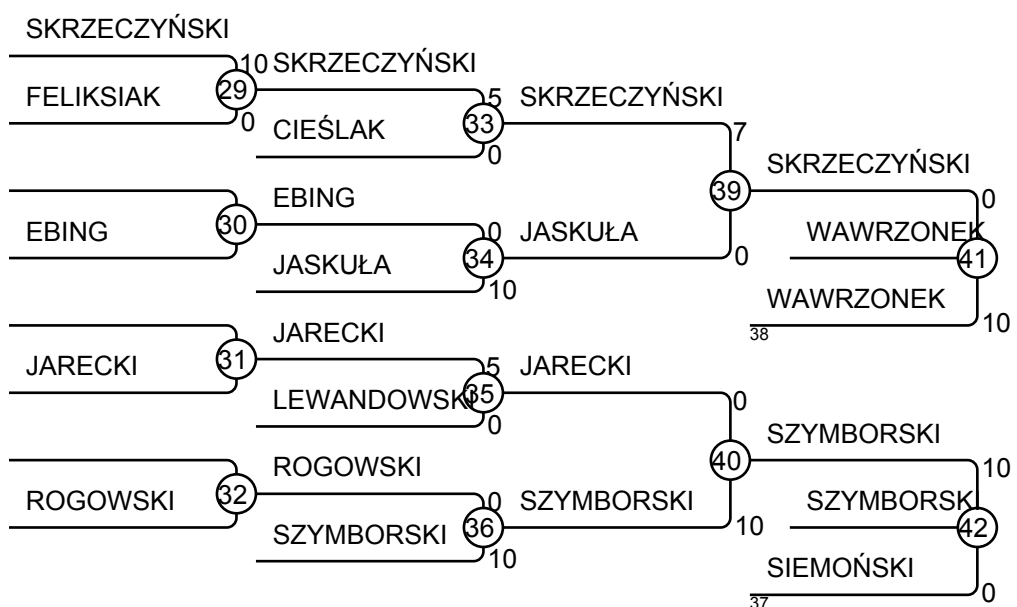 SKRZECZYŃSKI
10 SKRZECZYŃSKI
29
FELIKSIAK
5 SKRZECZYŃSKI
0
CIEŚLAK
33
7
0
SKRZECZYŃSKI
EBING
39
0
EBING
30
0 JASKUŁA
WAWRZONEK
JASKUŁA
34
0
41
10
WAWRZONEK
JARECKI
38
10
JARECKI
31
5 JARECKI
LEWANDOWSK
35
0
0
SZYMBORSKI
ROGOWSKI
40
10
ROGOWSKI
32
0 SZYMBORSKI
SZYMBORSK
SZYMBORSKI
36
10
42
10
SIEMOŃSKI
37
0